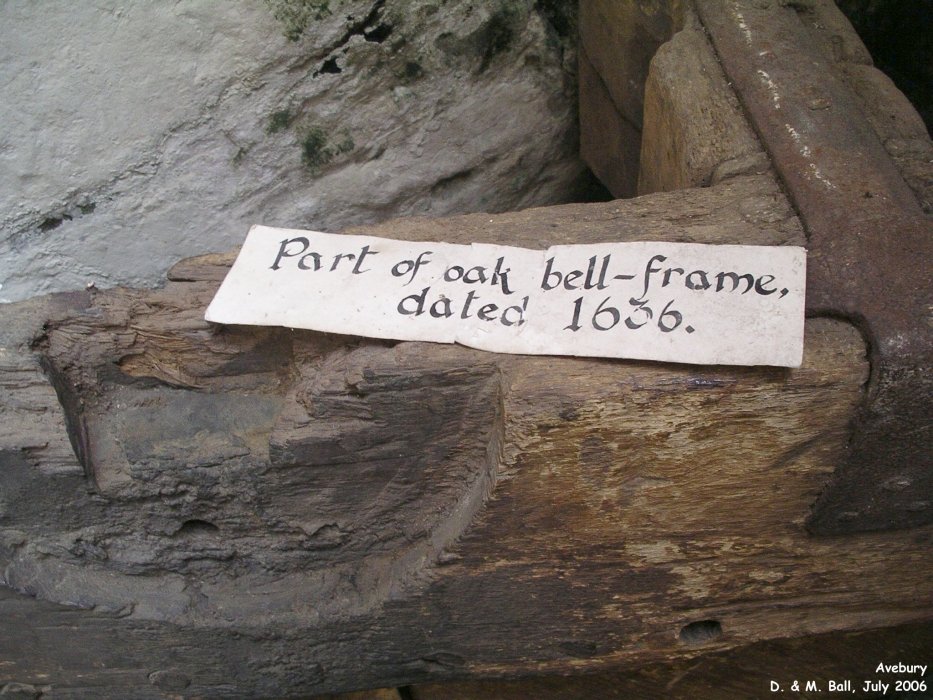 Part of oak bell-frame,
dated 1636.
Avebury
D. & M. Ball, July 2006